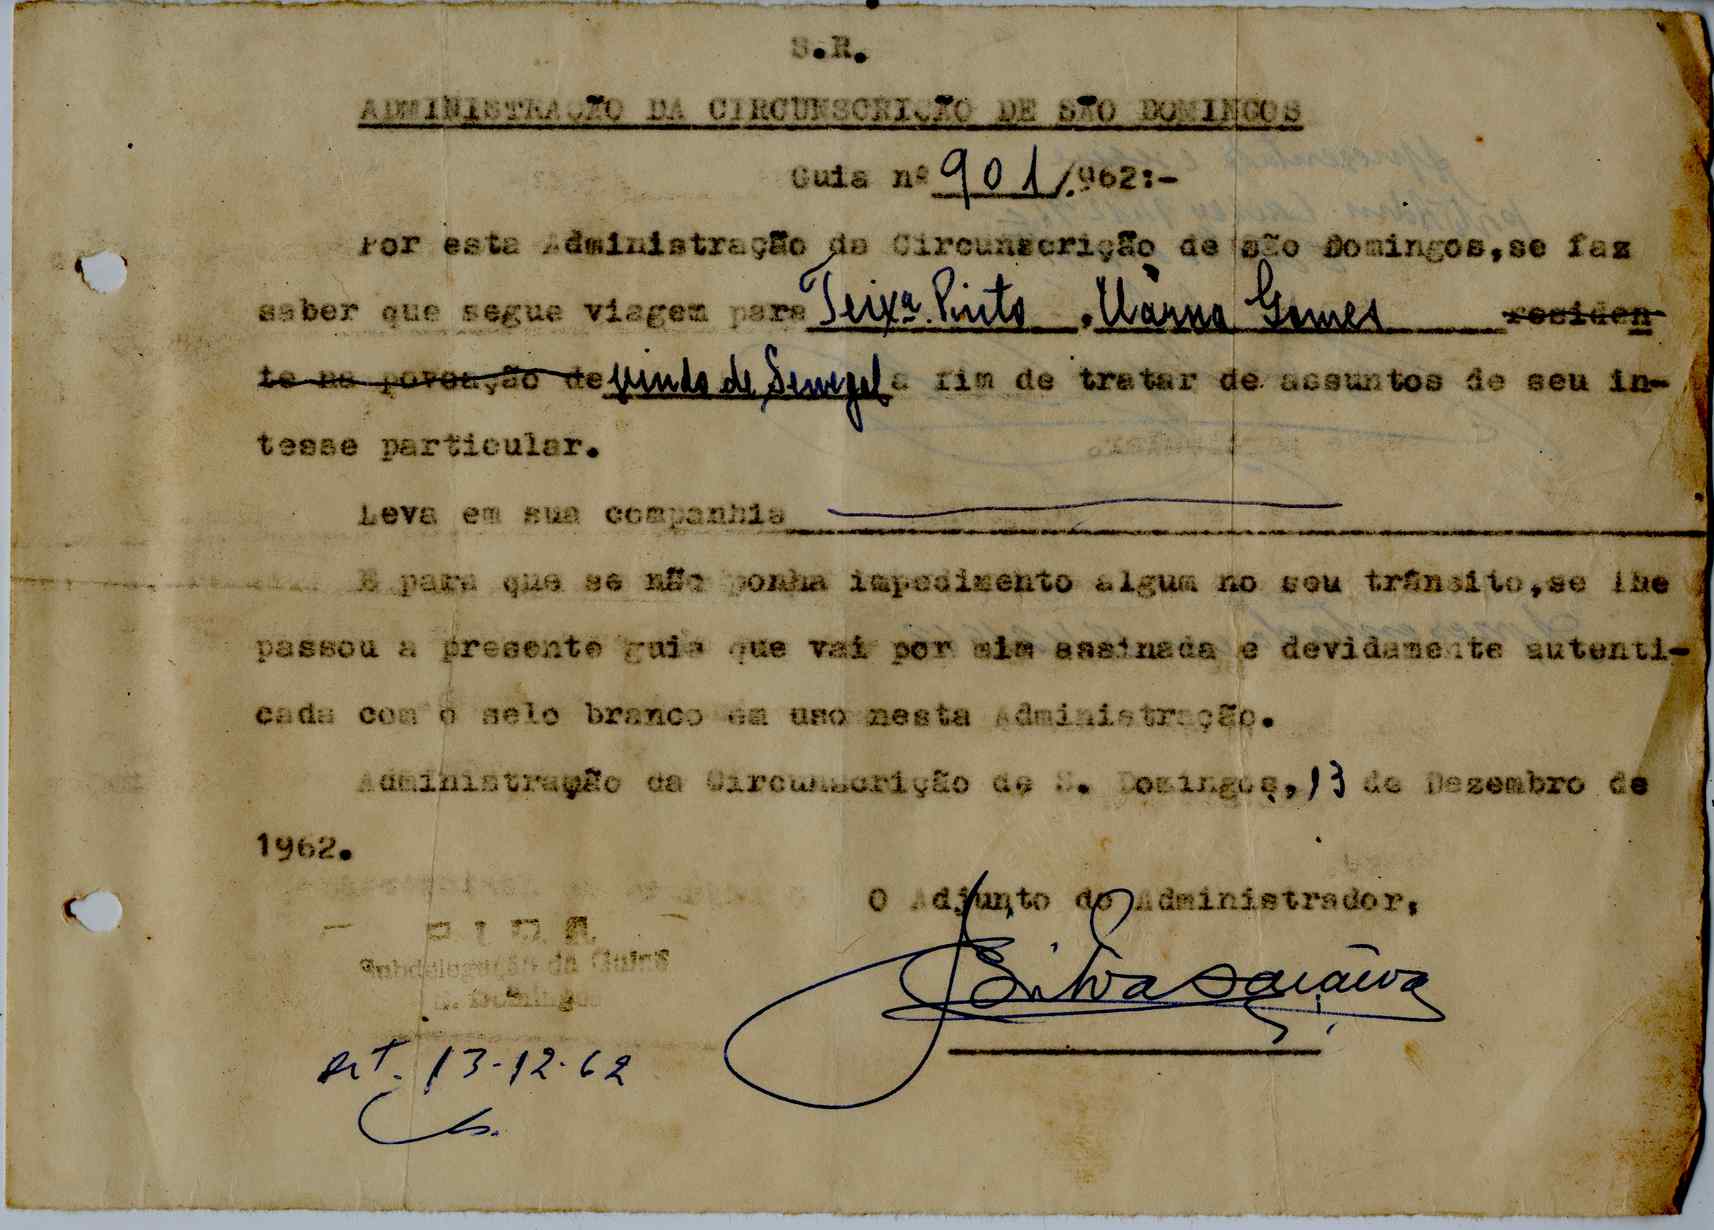 S.R.
ADMINISTRAÇÃO DA CIRCUNSCRIÇÃO DE SÃO DOMINGOS
Guia nº 901/962:-
Por esta Administração da Circunscrição de São Domingos,se faz
saber que segue viagem para Teixª. Pinto , Gomes residen
te na povoação de vindo de Senegal a fim de tratar de assuntos de seu in-
tesse particular.
Leva em sua companhia
E para que se não ponha impedimento algum no seu trânsito,se lhe
passou a presente guia que vai por mim assinada e devidamente autenti-
cada com o selo branco em uso nesta Administração.
Administração da Circunscrição de S. Domingos, 13 de Dezembro de
1962.
O Adjunto do Administrador,
Silva Saraiva
P I D E
Subdelegação da Guiné
S. Domingos
13-12-62